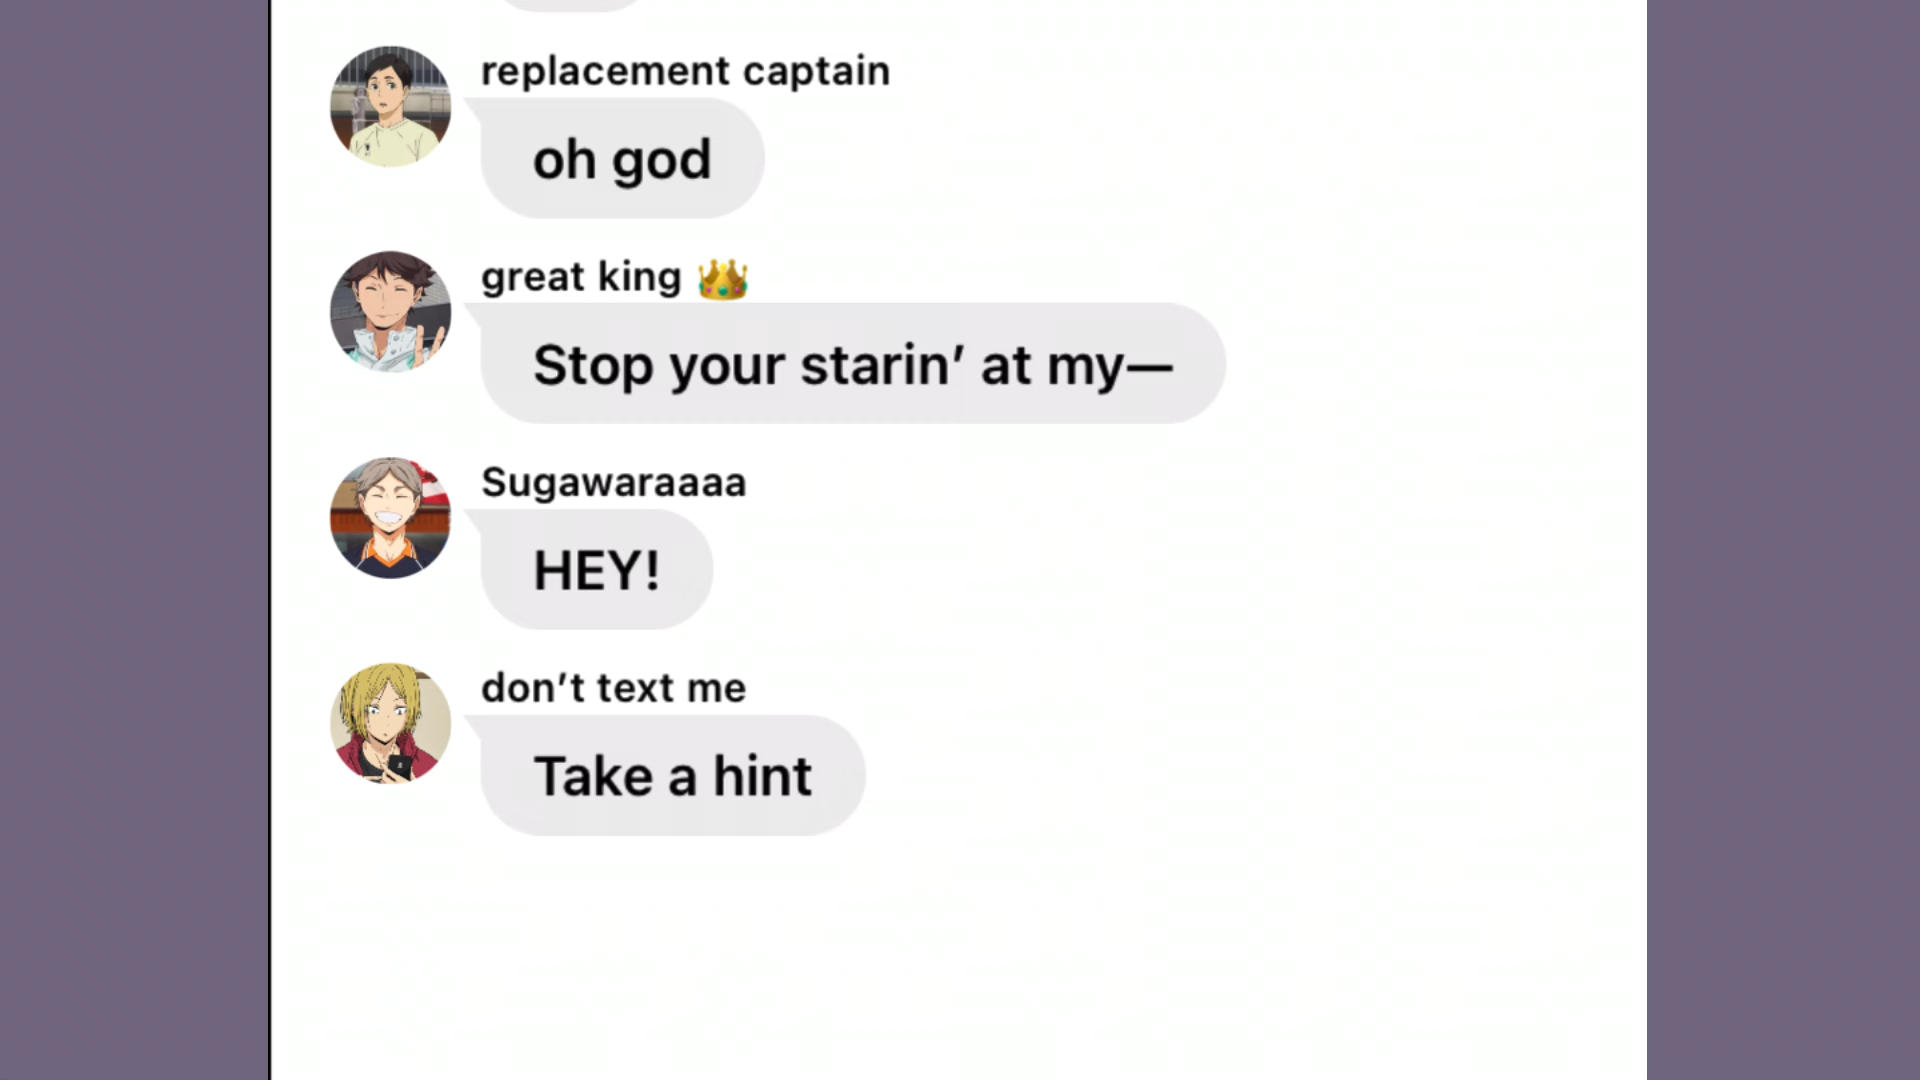 replacement captain
oh god
great king 👑
Stop your starin’ at my—
Sugawaraaaa
HEY!
don’t text me
Take a hint